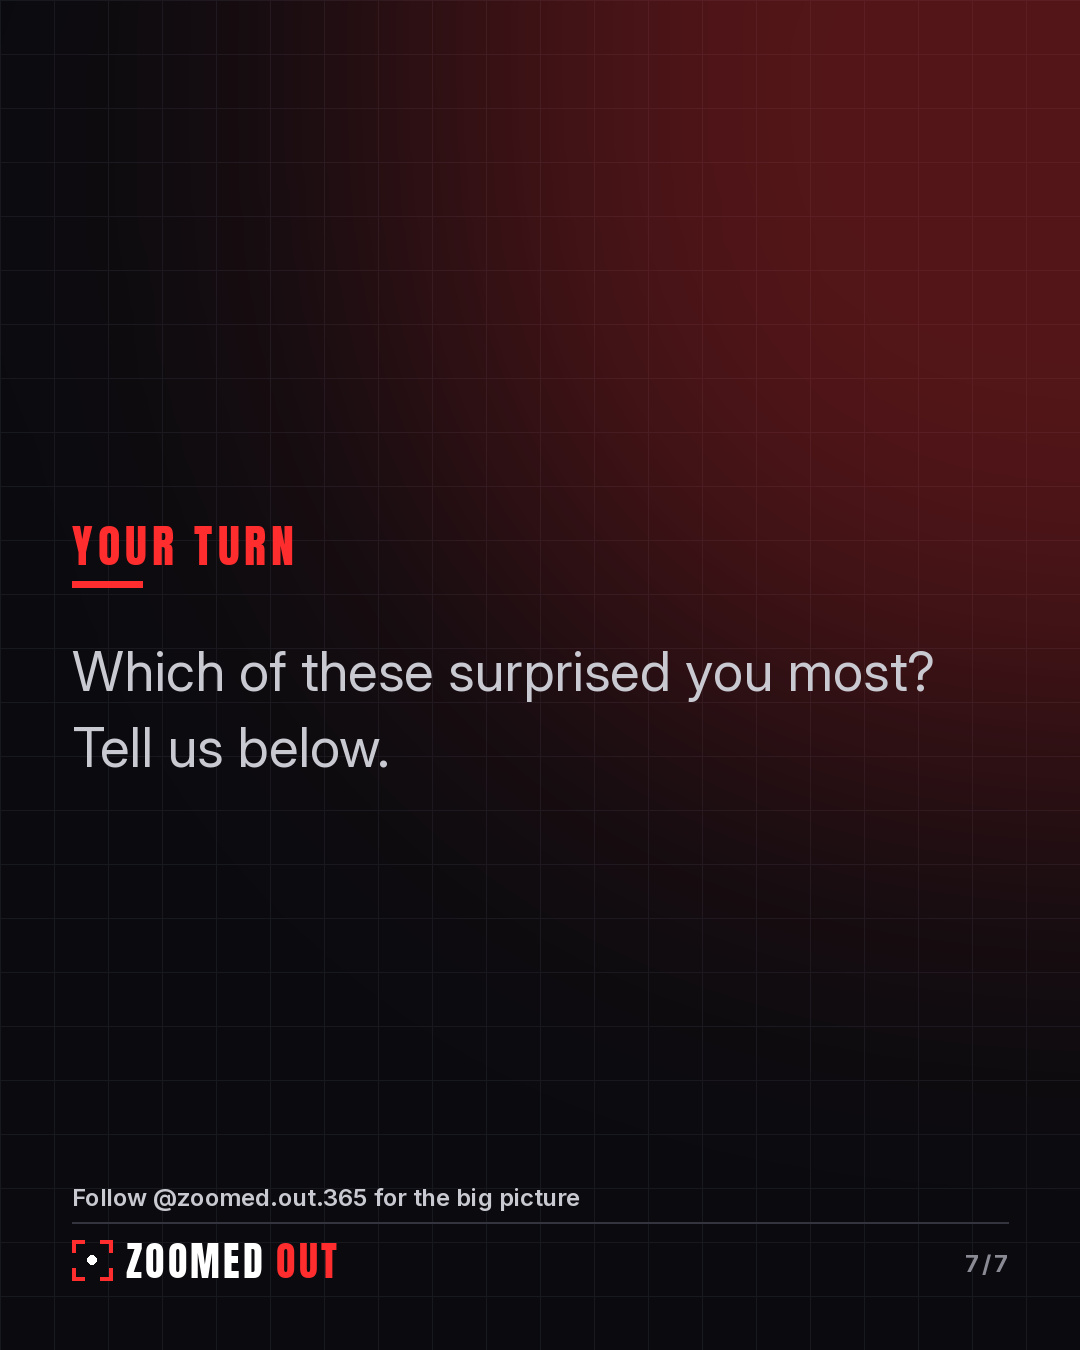 YOUR TURN
Which of these surprised you most?
Tell us below.
Follow @zoomed.out.365 for the big picture
ZOOMED OUT
7/7